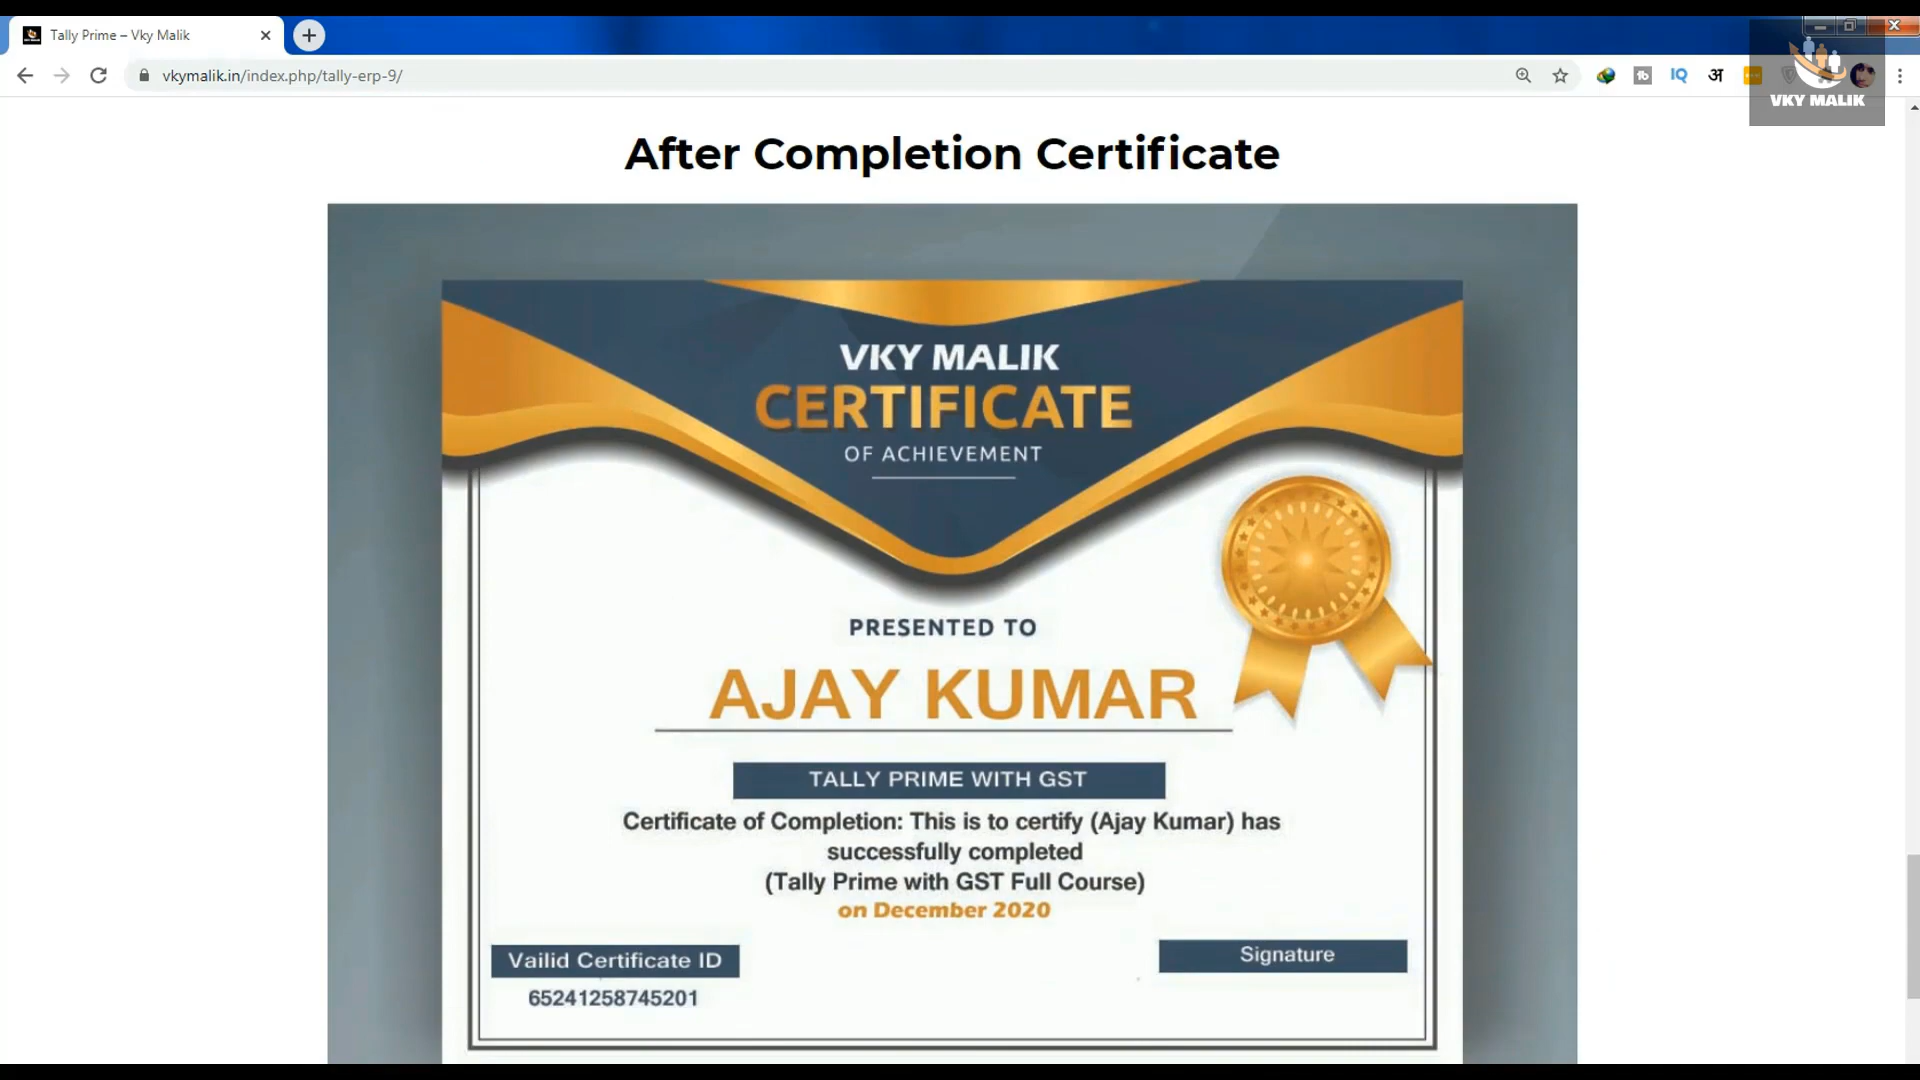 Tally Prime – Vky Malik
vkymalik.in/index.php/tally-erp-9/
IQ
अ
VKY MALIK
After Completion Certificate
VKY MALIK
CERTIFICATE
OF ACHIEVEMENT
PRESENTED TO
AJAY KUMAR
TALLY PRIME WITH GST
Certificate of Completion: This is to certify (Ajay Kumar) has
successfully completed
(Tally Prime with GST Full Course)
on December 2020
Vailid Certificate ID
Signature
65241258745201